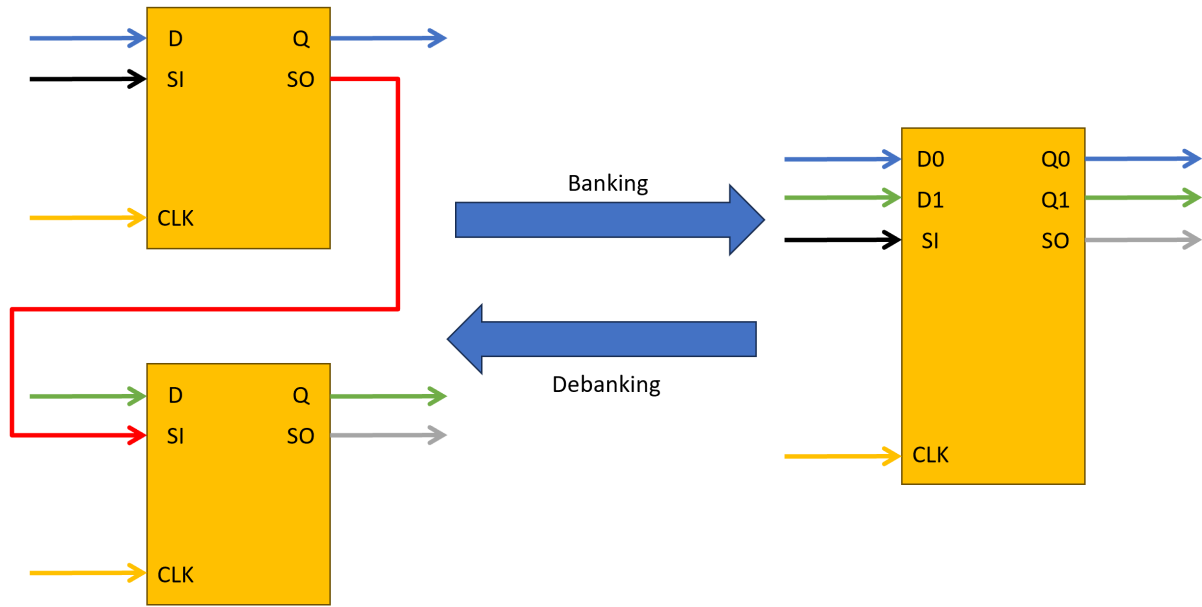 D Q
SI SO
CLK
Banking
Debanking
D Q
SI SO
CLK
D0 Q0
D1 Q1
SI SO
CLK